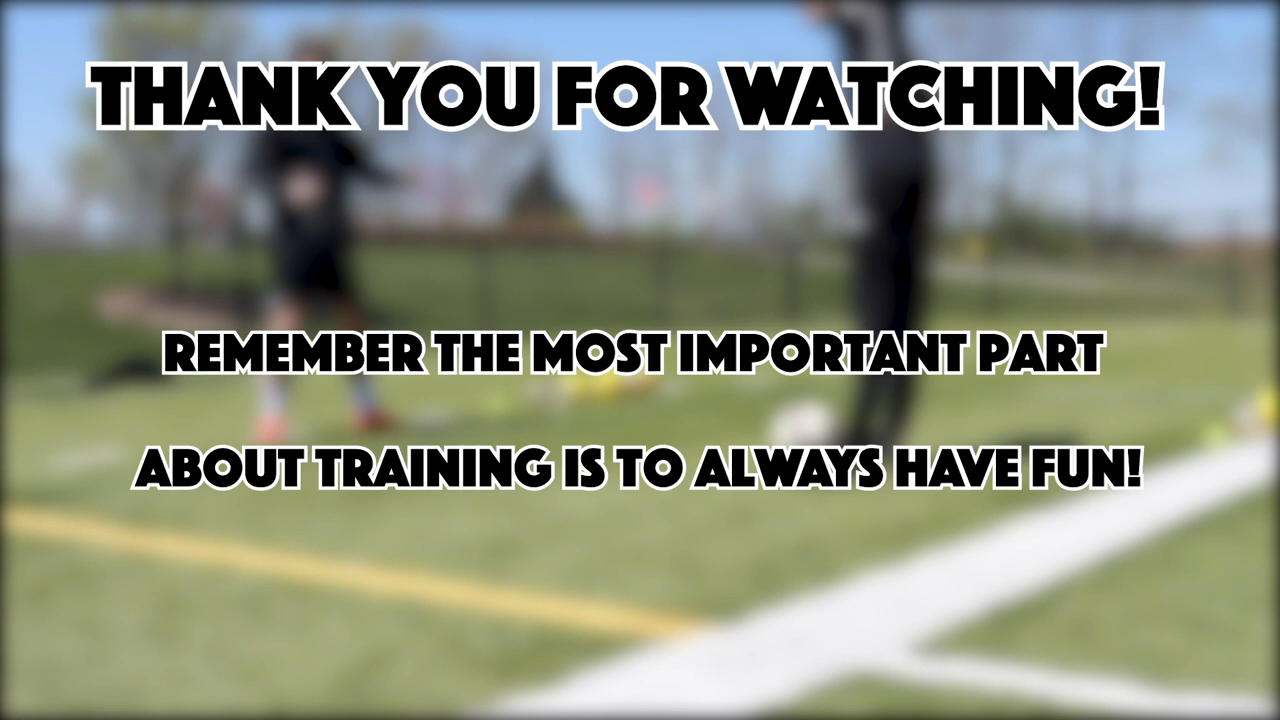 THANK YOU FOR WATCHING!
REMEMBER THE MOST IMPORTANT PART
ABOUT TRAINING IS TO ALWAYS HAVE FUN!